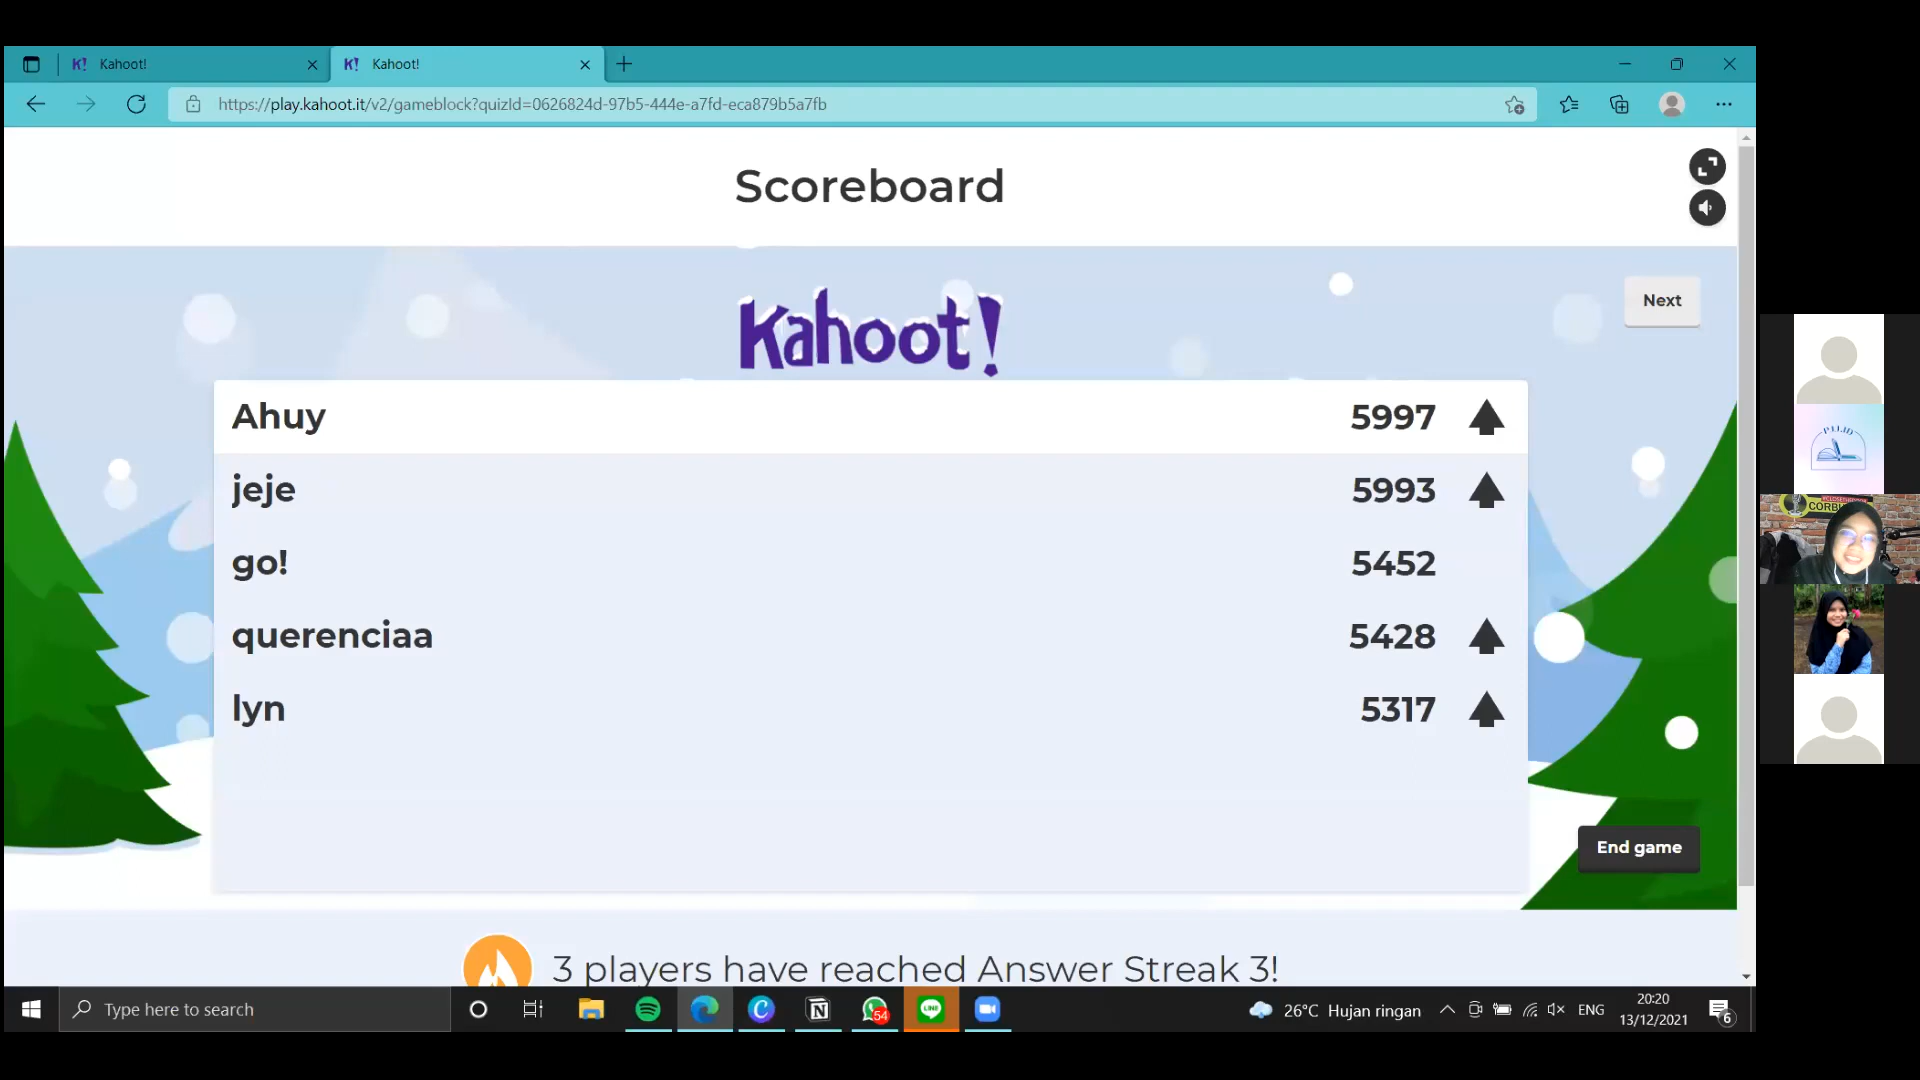 Kahoot!
Kahoot!
https://play.kahoot.it/v2/gameblock?quizId=0626824d-97b5-444e-a7fd-eca879b5a7fb
Scoreboard
Kahoot!
Next
Ahuy 5997
jeje 5993
go! 5452
querenciaa 5428
lyn 5317
End game
3 players have reached Answer Streak 3!
Type here to search
54
26°C Hujan ringan
ENG
20:20
13/12/2021
6